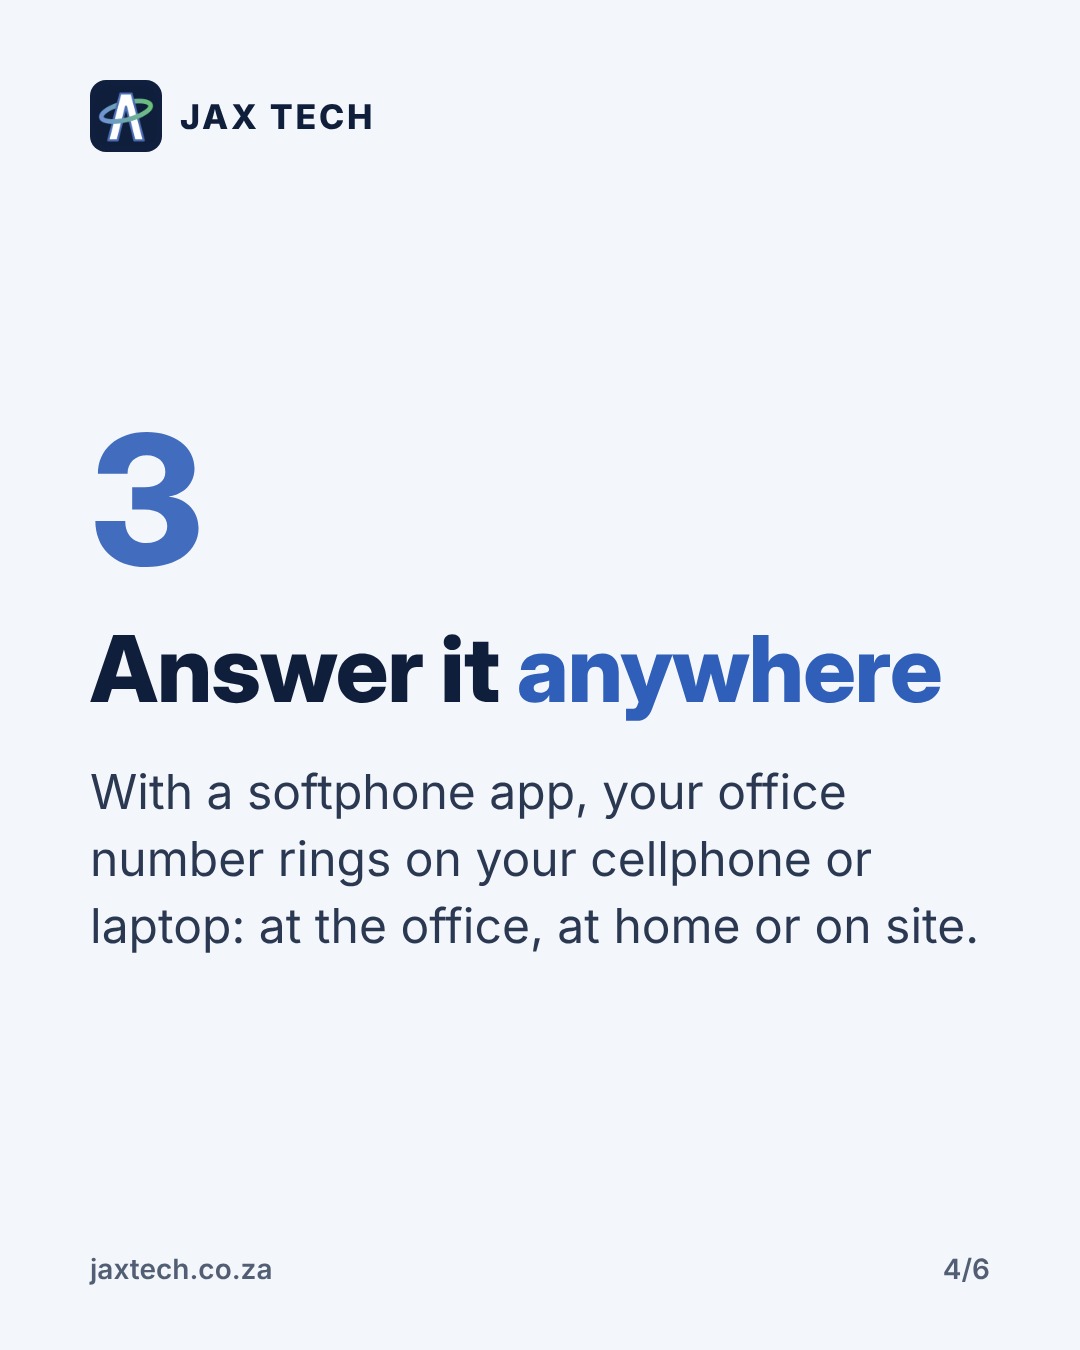 JAX TECH
3
Answer it anywhere
With a softphone app, your office
number rings on your cellphone or
laptop: at the office, at home or on site.
jaxtech.co.za
4/6